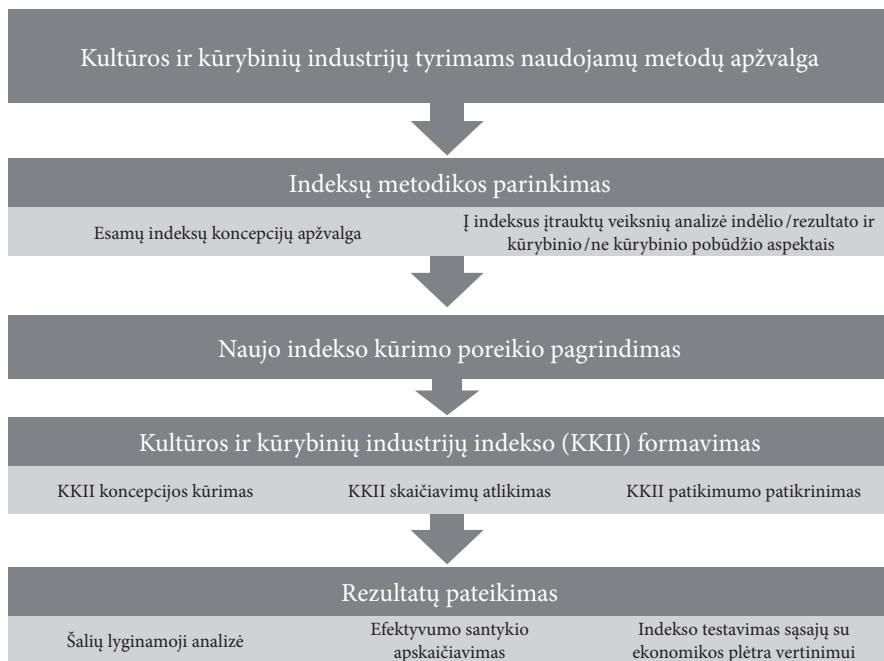 Kultūros ir kūrybinių industrijų tyrimams naudojamų metodų apžvalga
Indeksų metodikos parinkimas
Esamų indeksų koncepcijų apžvalga
Į indeksus įtrauktų veiksnių analizė indėlio/rezultato ir
kūrybinio/ne kūrybinio pobūdžio aspektais
Naujo indekso kūrimo poreikio pagrindimas
Kultūros ir kūrybinių industrijų indekso (KKII) formavimas
KKII koncepcijos kūrimas
KKII skaičiavimų atlikimas
KKII patikimumo patikrinimas
Rezultatų pateikimas
Šalių lyginamoji analizė
Efektyvumo santykio
apskaičiavimas
Indekso testavimas sąsajų su
ekonomikos plėtra vertinimui